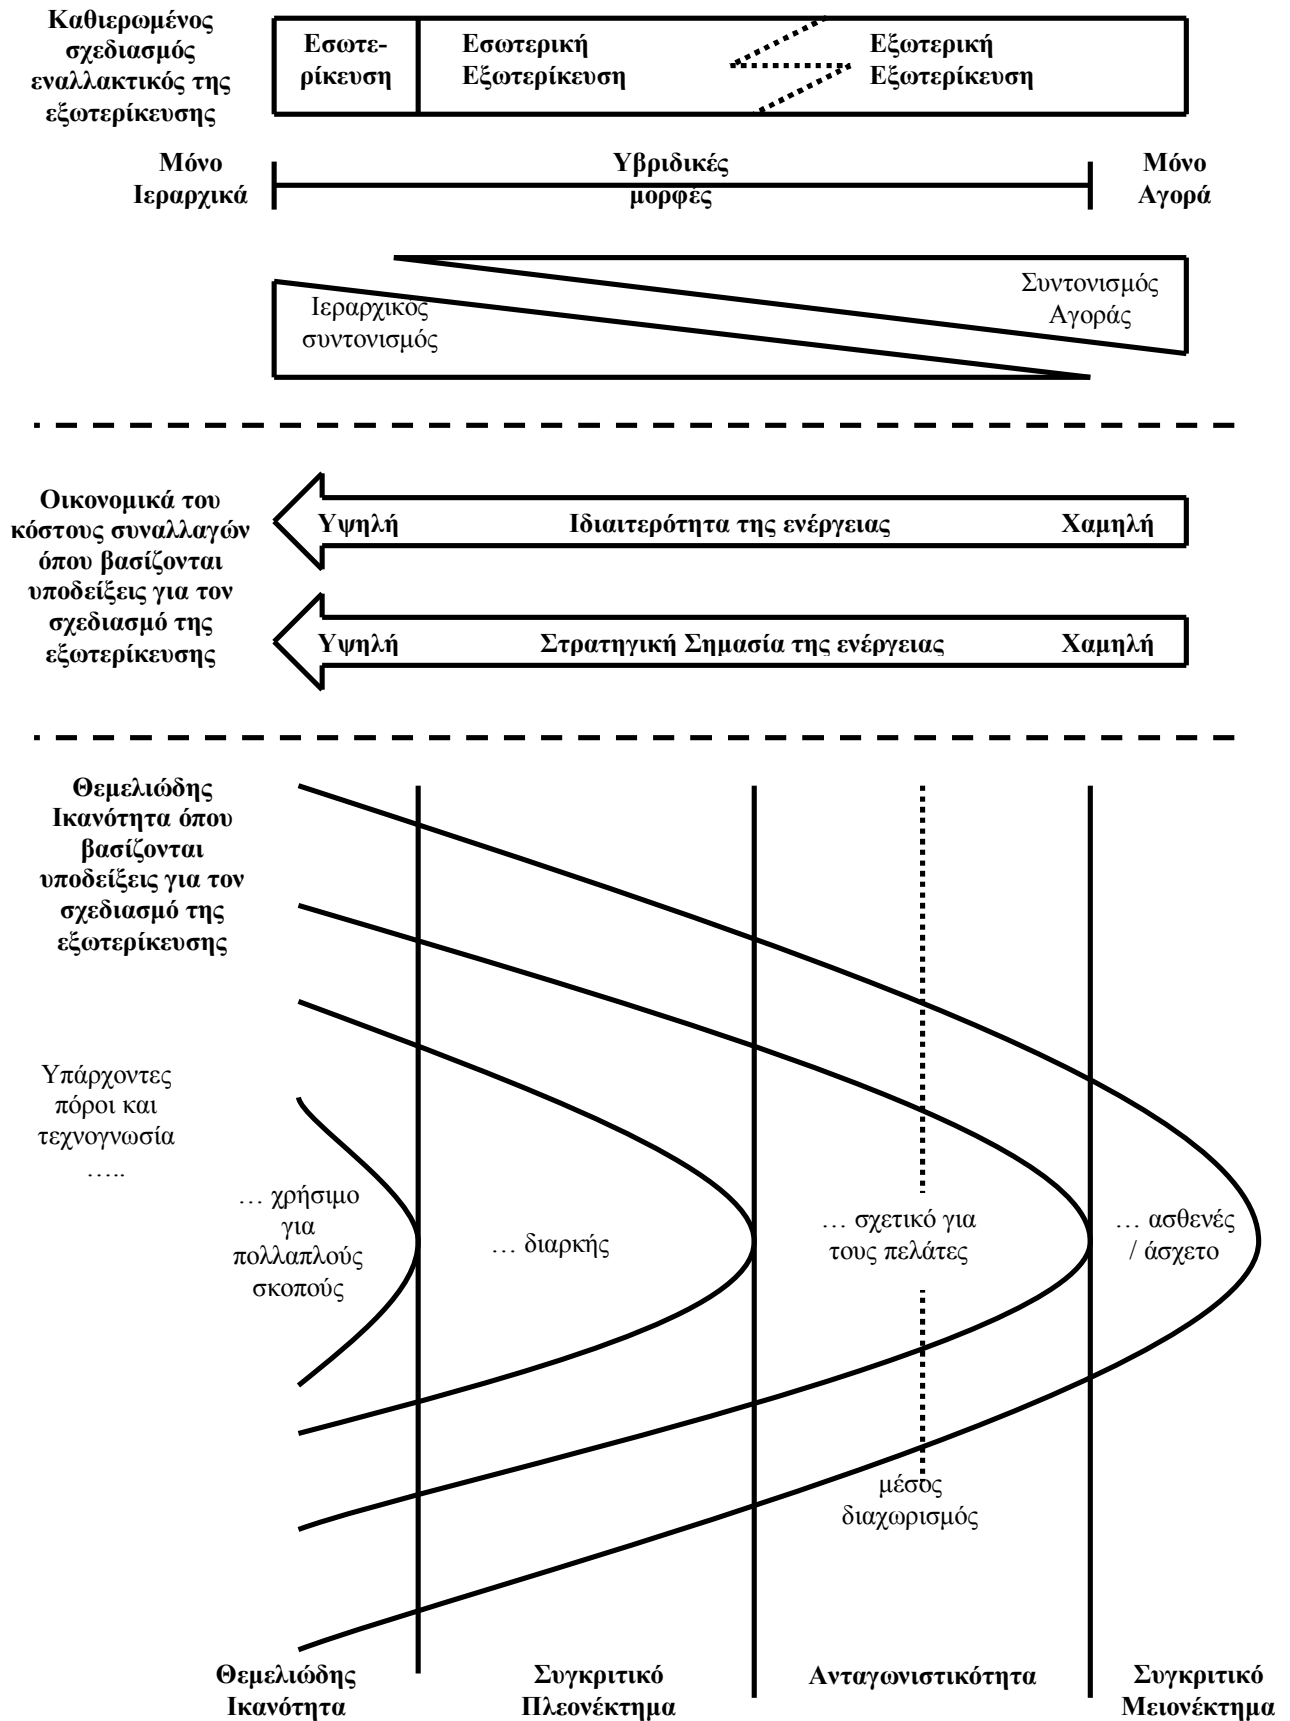 Καθιερωμένος
σχεδιασμός
εναλλακτικός της
εξωτερίκευσης
Εσωτε-
ρίκευση
Εσωτερική
Εξωτερίκευση
Εξωτερική
Εξωτερίκευση
Μόνο
Ιεραρχικά
Υβριδικές
μορφές
Μόνο
Αγορά
Ιεραρχικός
συντονισμός
Συντονισμός
Αγοράς
Οικονομικά του
κόστους συναλλαγών
όπου βασίζονται
υποδείξεις για τον
σχεδιασμό της
εξωτερίκευσης
Υψηλή Ιδιαιτερότητα της ενέργειας Χαμηλή
Υψηλή Στρατηγική Σημασία της ενέργειας Χαμηλή
Θεμελιώδης
Ικανότητα όπου
βασίζονται
υποδείξεις για τον
σχεδιασμό της
εξωτερίκευσης
Υπάρχοντες
πόροι και
τεχνογνωσία
…..
… χρήσιμο
για
πολλαπλούς
σκοπούς
… διαρκής
… σχετικό για
τους πελάτες
… ασθενές
/ άσχετο
μέσος
διαχωρισμός
Θεμελιώδης
Ικανότητα
Συγκριτικό
Πλεονέκτημα
Ανταγωνιστικότητα
Συγκριτικό
Μειονέκτημα